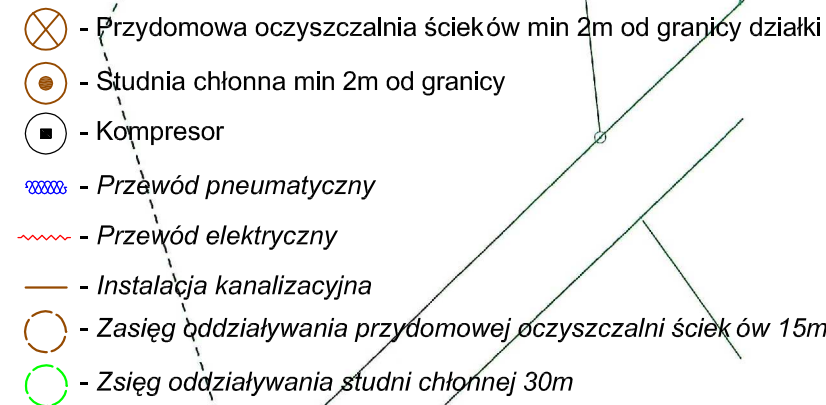 - Przydomowa oczyszczalnia ścieków min 2m od granicy działki
- Studnia chłonna min 2m od granicy
- Kompresor
- Przewód pneumatyczny
- Przewód elektryczny
- Instalacja kanalizacyjna
- Zasięg oddziaływania przydomowej oczyszczalni ścieków 15m
- Zsięg oddziaływania studni chłonnej 30m